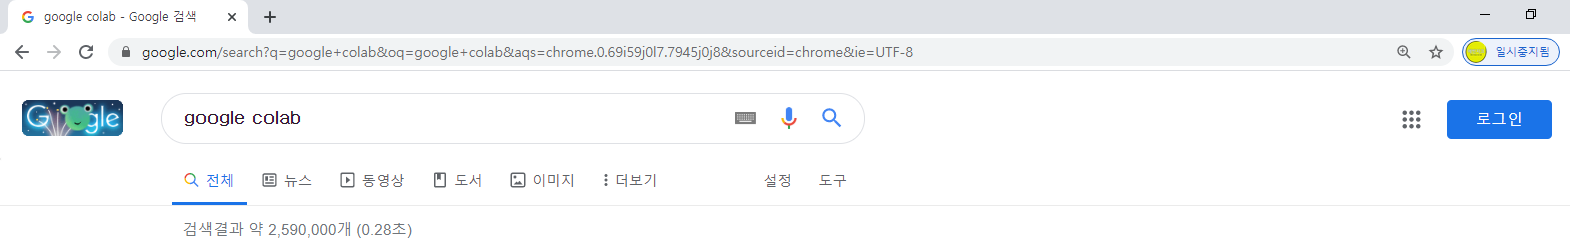 google colab - Google 검색
google.com/search?q=google+colab&oq=google+colab&aqs=chrome.0.69i59j0l7.7945j0j8&sourceid=chrome&ie=UTF-8
일시중지됨
Google
google colab
로그인
전체 뉴스 동영상 도서 이미지 더보기 설정 도구
검색결과 약 2,590,000개 (0.28초)